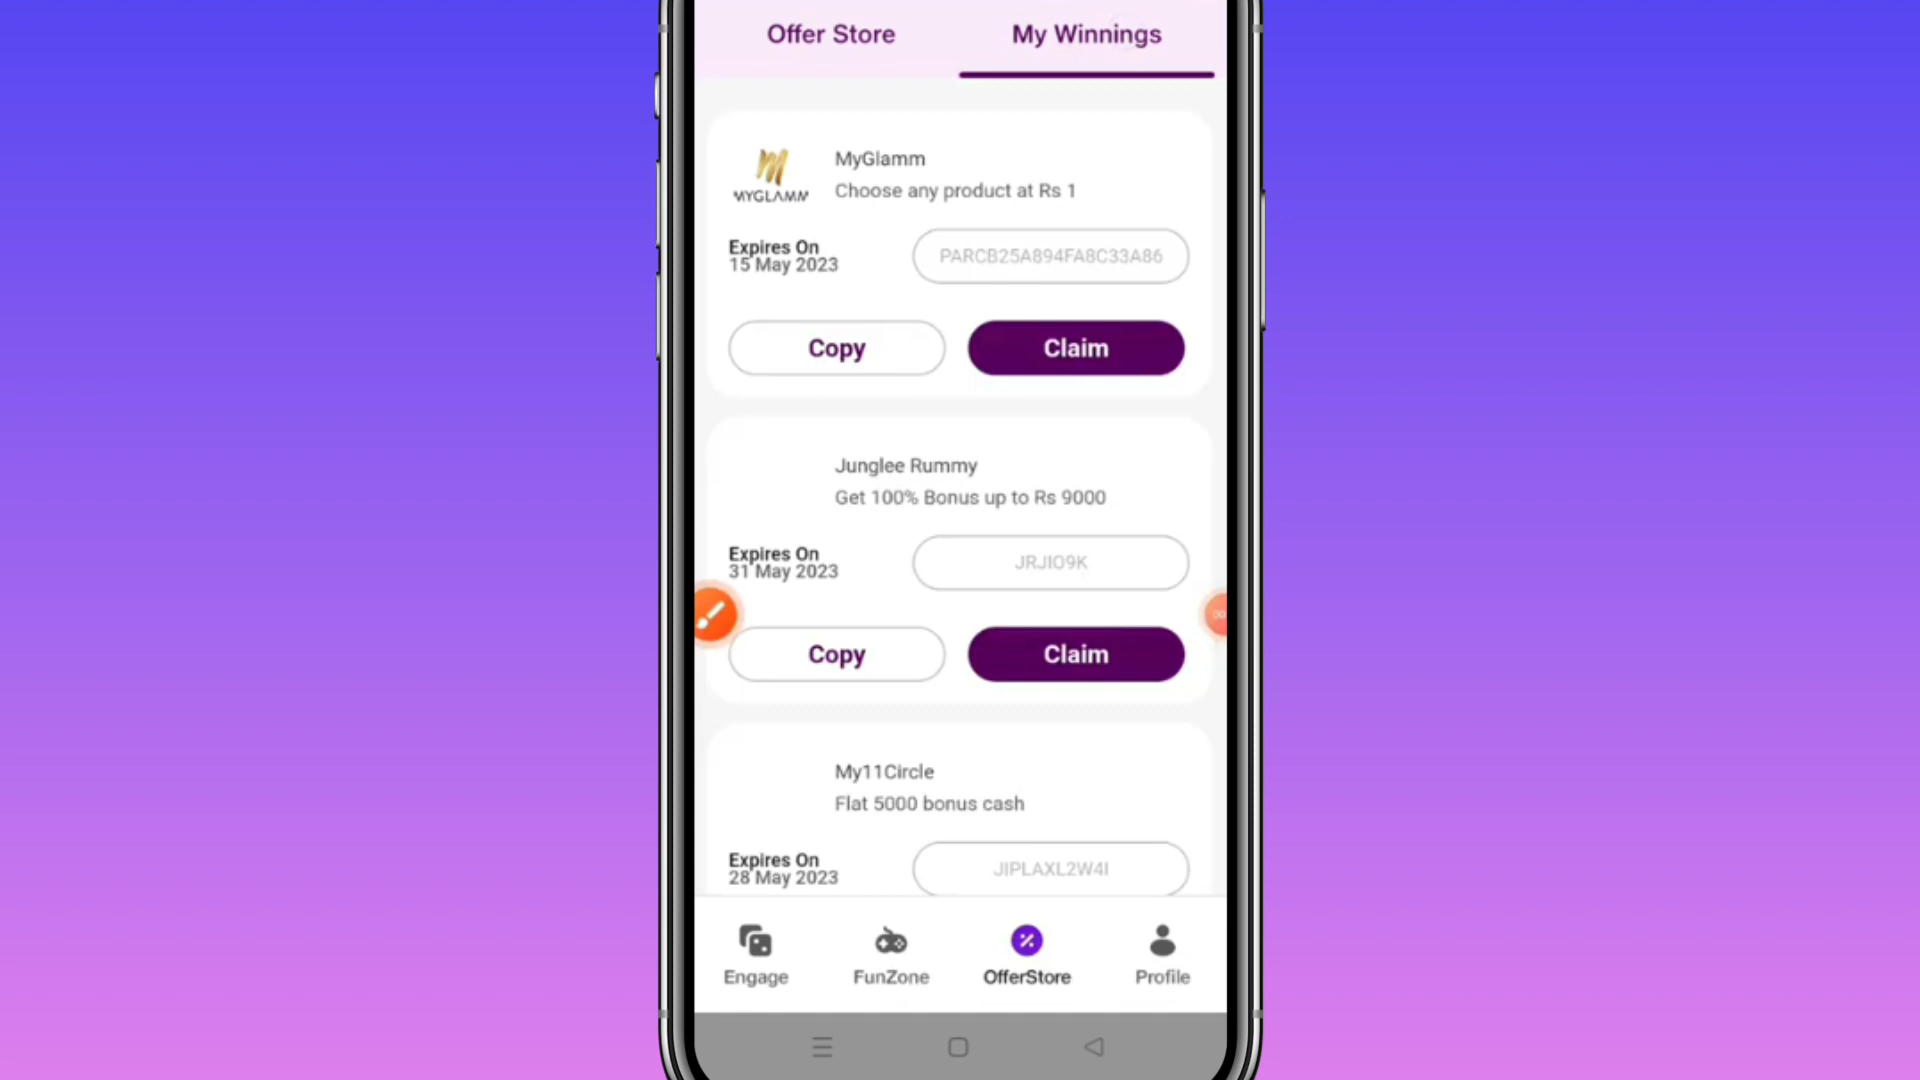 Offer Store
My Winnings
MyGlamm
MYGLAMM
Choose any product at Rs 1
Expires On
15 May 2023
PARCB25A894FA8C33A86
Copy
Claim
Junglee Rummy
Get 100% Bonus up to Rs 9000
Expires On
31 May 2023
JRJIO9K
Copy
Claim
My11Circle
Flat 5000 bonus cash
Expires On
28 May 2023
JIPLAXL2W4I
Engage
FunZone
OfferStore
Profile